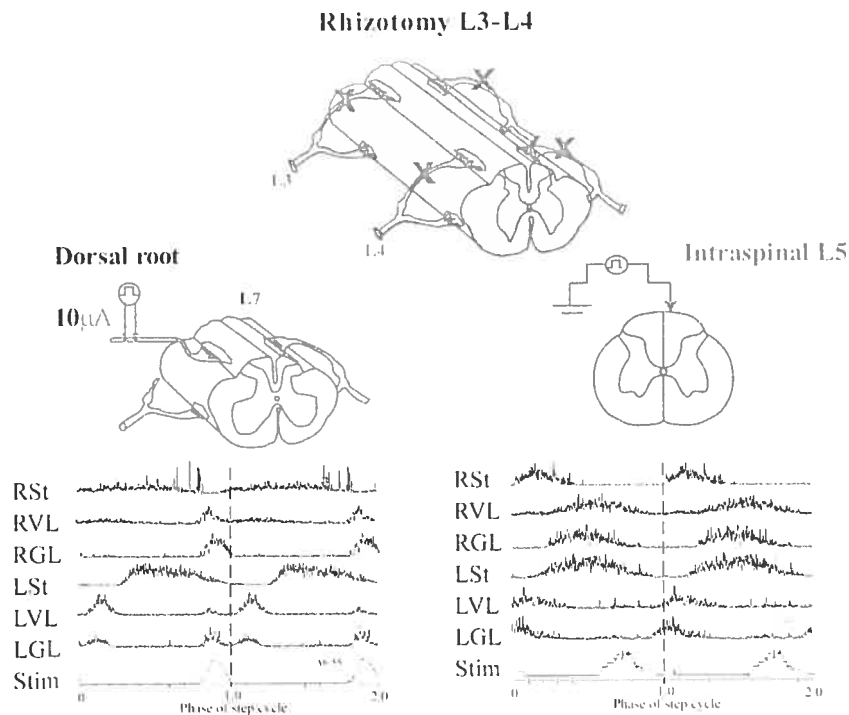 Rhizotomy L3-L4
L3
L4
Dorsal root
Intraspinal L5
L7
10μA
RSt
RVL
RGL
LSt
LVL
LGL
Stim
0
1.0
2.0
Phase of step cycle
RSt
RVL
RGL
LSt
LVL
LGL
Stim
0
1.0
2.0
Phase of step cycle